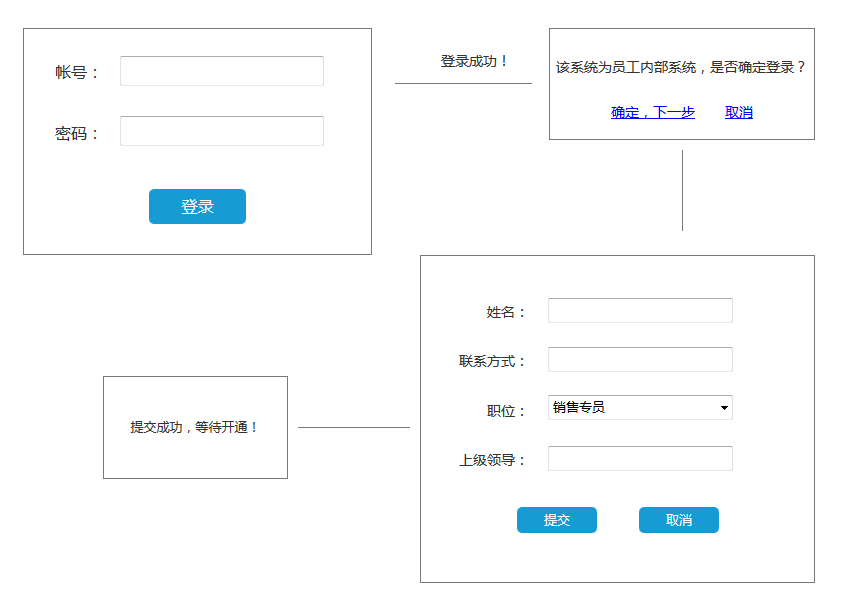 帐号：
密码：
登录
登录成功！
该系统为员工内部系统，是否确定登录？
确定，下一步 取消
姓名：
联系方式：
职位： 销售专员
上级领导：
提交 取消
提交成功，等待开通！